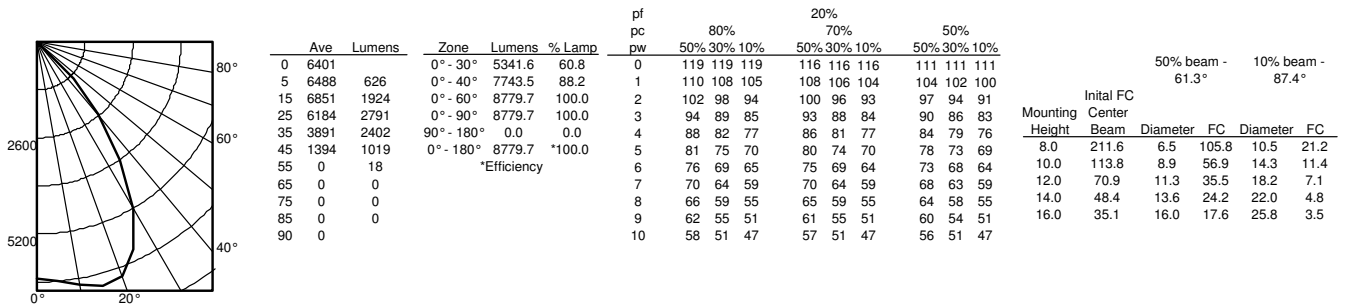 2600
5200
0° 20°
80°
60°
40°
Ave Lumens
0 6401
5 6488 626
15 6851 1924
25 6184 2791
35 3891 2402
45 1394 1019
55 0 18
65 0 0
75 0 0
85 0 0
90 0
Zone Lumens % Lamp
0°- 30° 5341.6 60.8
0°- 40° 7743.5 88.2
0°- 60° 8779.7 100.0
0°- 90° 8779.7 100.0
90°- 180° 0.0 0.0
0°- 180° 8779.7 *100.0
*Efficiency
pf 20%
pc 80% 70% 50%
pw 50% 30% 10% 50% 30% 10% 50% 30% 10%
0 119 119 119 116 116 116 111 111 111
1 110 108 105 108 106 104 104 102 100
2 102 98 94 100 96 93 97 94 91
3 94 89 85 93 88 84 90 86 83
4 88 82 77 86 81 77 84 79 76
5 81 75 70 80 74 70 78 73 69
6 76 69 65 75 69 64 73 68 64
7 70 64 59 70 64 59 68 63 59
8 66 59 55 65 59 55 64 58 55
9 62 55 51 61 55 51 60 54 51
10 58 51 47 57 51 47 56 51 47
50% beam - 10% beam -
61.3° 87.4°
Inital FC
Mounting Center
Height Beam Diameter FC Diameter FC
8.0 211.6 6.5 105.8 10.5 21.2
10.0 113.8 8.9 56.9 14.3 11.4
12.0 70.9 11.3 35.5 18.2 7.1
14.0 48.4 13.6 24.2 22.0 4.8
16.0 35.1 16.0 17.6 25.8 3.5